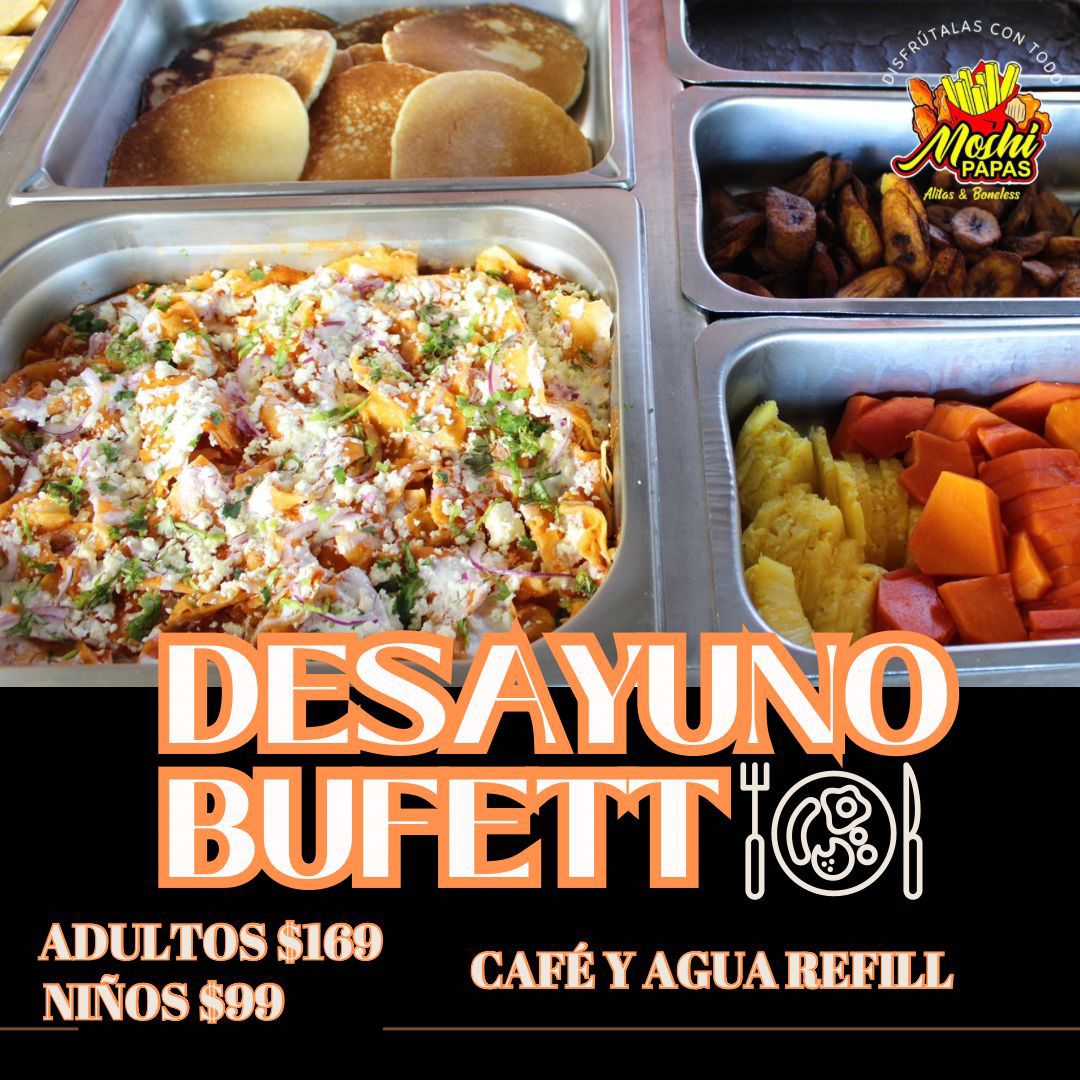 DISFRÚTALAS CON TODO
Moshi
PAPAS
Alitas & Boneless
DESAYUNO
BUFETT
ADULTOS $169
NIÑOS $99
CAFÉ Y AGUA REFILL